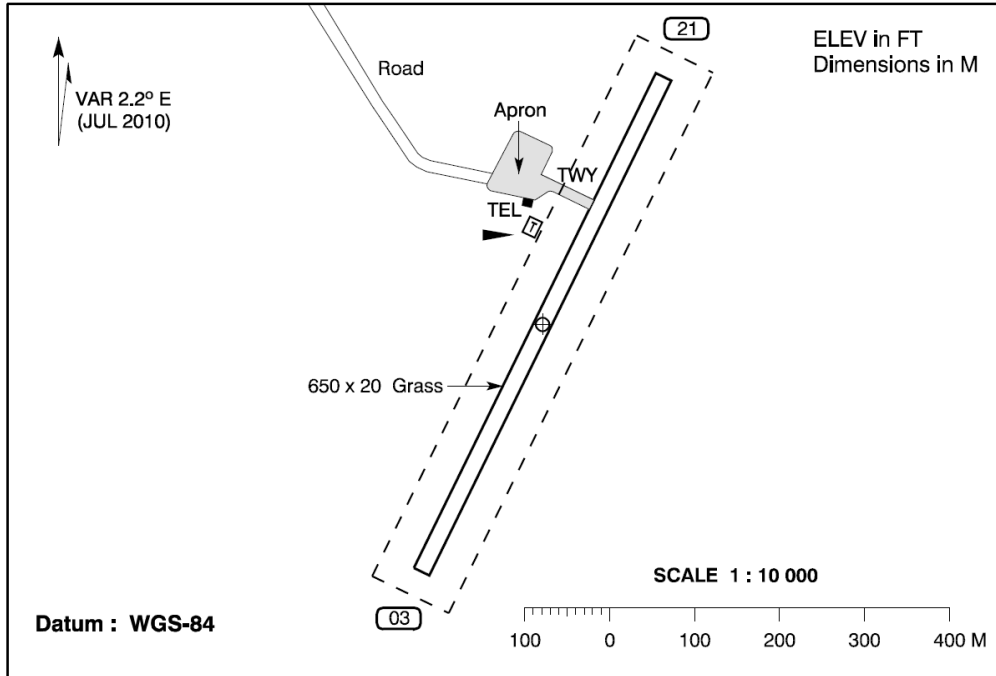 21
ELEV in FT
Dimensions in M
Road
VAR 2.2º E
(JUL 2010)
Apron
TWY
TEL
T
650 x 20 Grass
SCALE 1 : 10 000
03
Datum : WGS-84
100 0 100 200 300 400 M